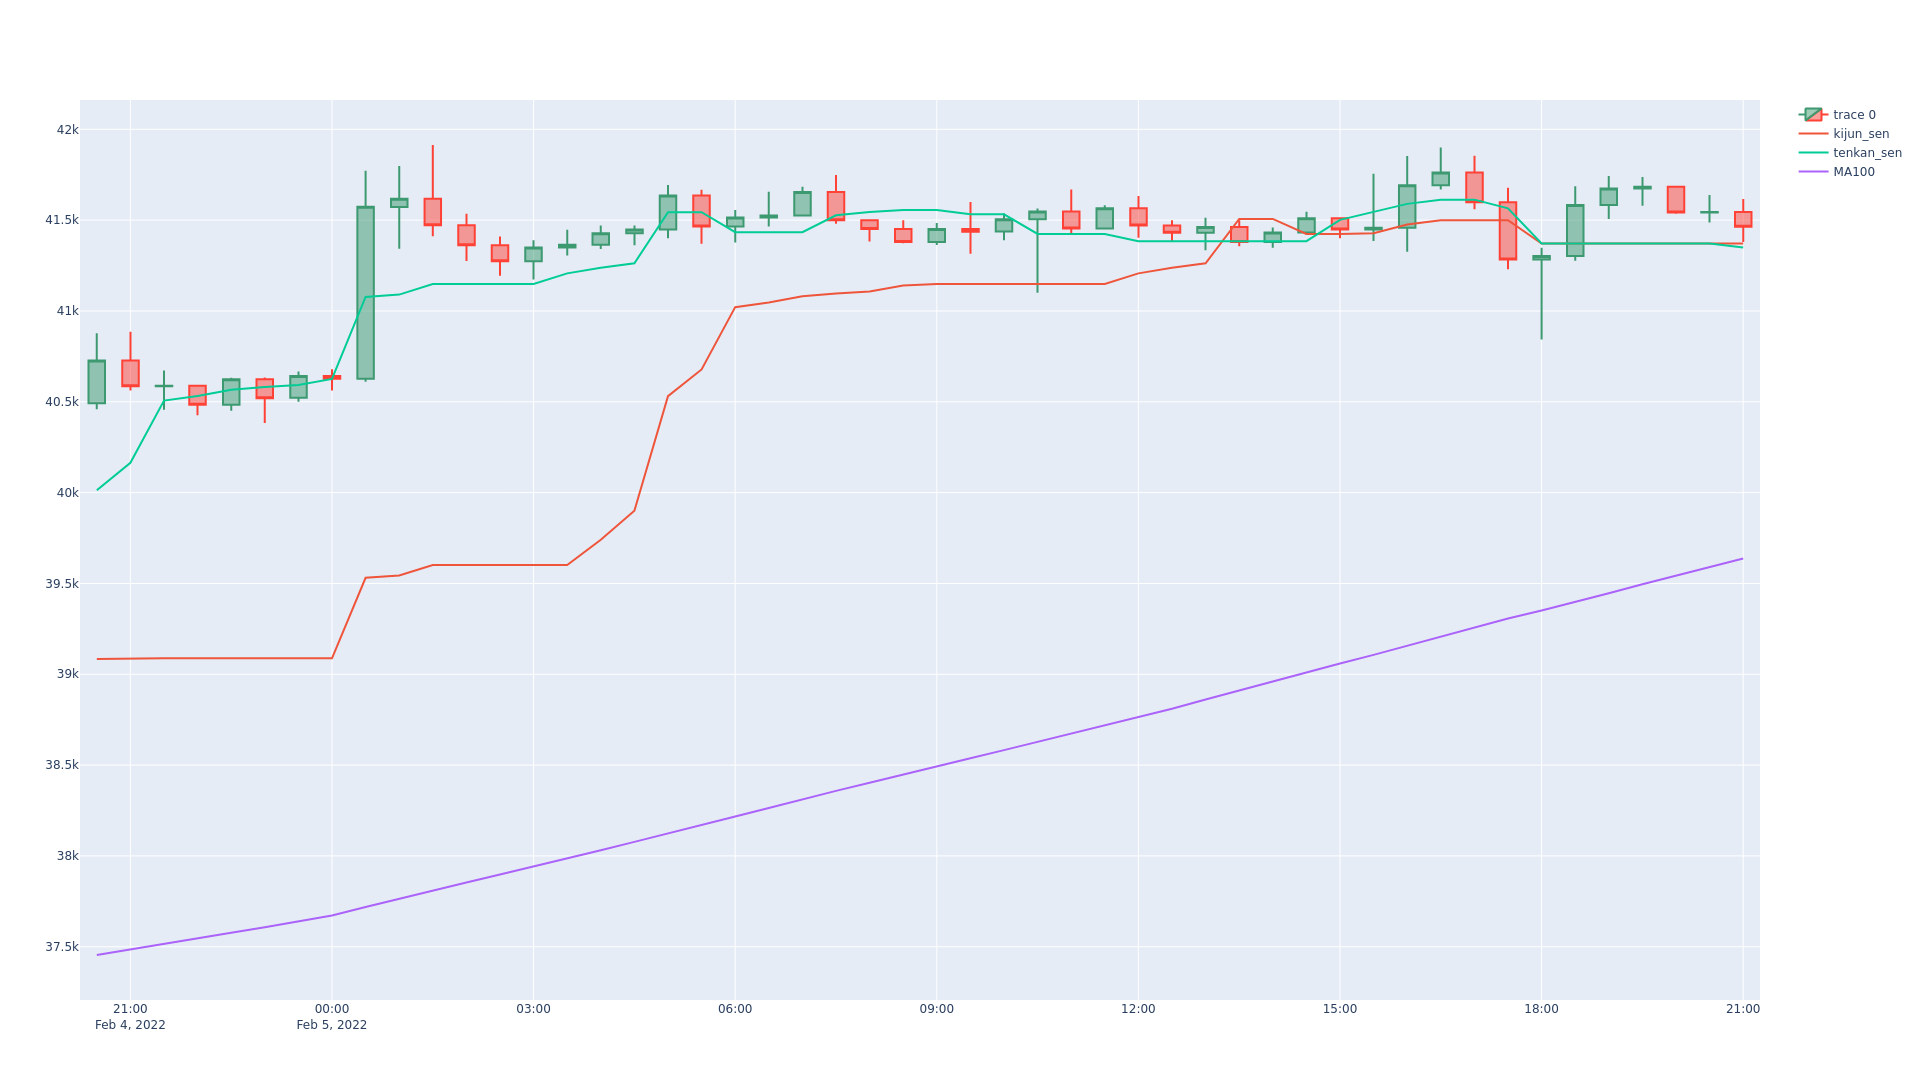 42k
41.5k
41k
40.5k
40k
39.5k
39k
38.5k
38k
37.5k
21:00
Feb 4, 2022
00:00
Feb 5, 2022
03:00
06:00
09:00
12:00
15:00
18:00
21:00
trace 0
kijun_sen
tenkan_sen
MA100